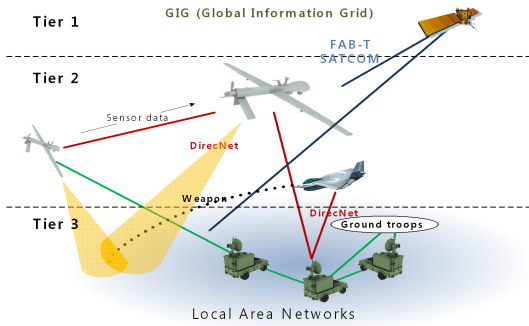 GIG (Global Information Grid)
Tier 1
FAB-T
SATCOM
Tier 2
Sensor data
DirecNet
Weapon
DirecNet
Tier 3
Ground troops
Local Area Networks